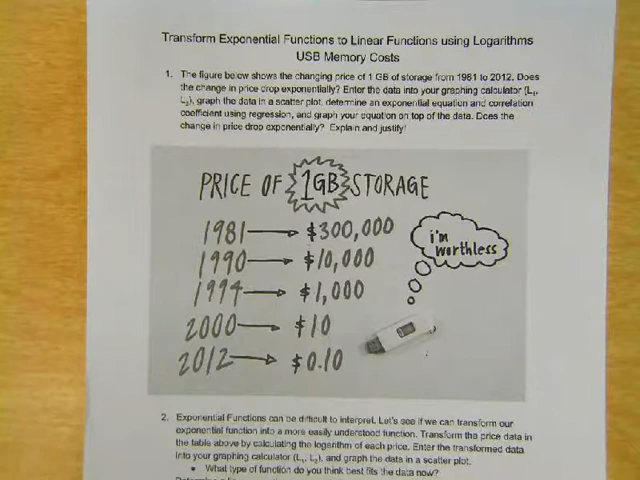 Transform Exponential Functions to Linear Functions using Logarithms
USB Memory Costs
1. The figure below shows the changing price of 1 GB of storage from 1981 to 2012. Does
the change in price drop exponentially? Enter the data into your graphing calculator (L₁,
L₂), graph the data in a scatter plot, determine an exponential equation and correlation
coefficient using regression, and graph your equation on top of the data. Does the
change in price drop exponentially? Explain and justify!
PRICE OF 1GB STORAGE
1981 → $300,000
1990 → $10,000
1994 → $1,000
2000 → $10
2012 → $0.10
i'm
worthless
2. Exponential Functions can be difficult to interpret. Let's see if we can transform our
exponential function into a more easily understood function. Transform the price data in
the table above by calculating the logarithm of each price. Enter the transformed data
into your graphing calculator (L₁, L₂), and graph the data in a scatter plot.
• What type of function do you think best fits the data now?